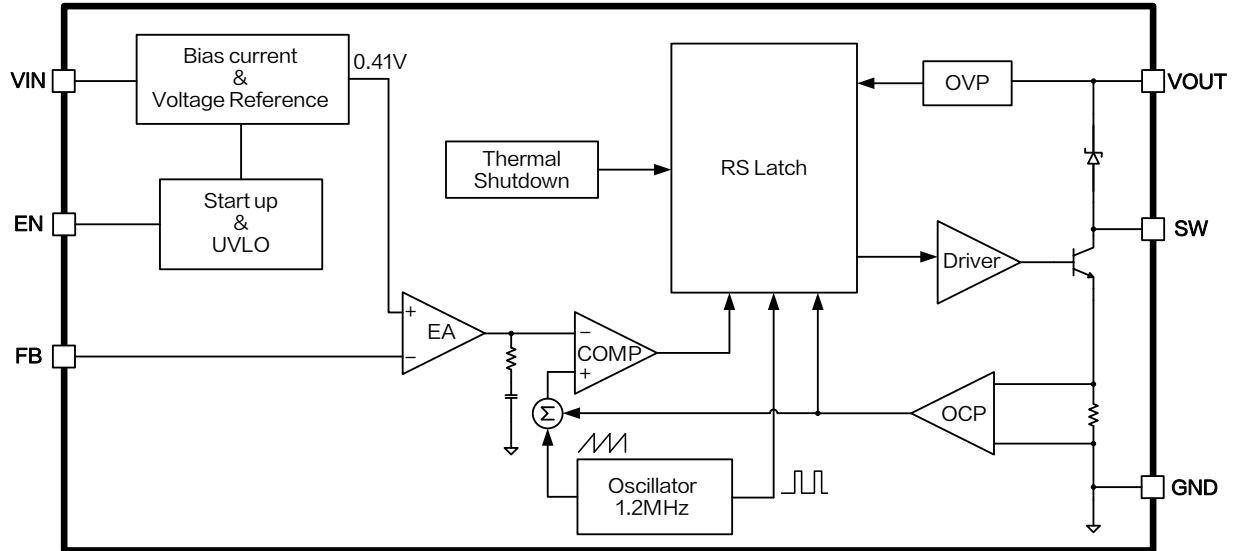 VIN
Bias current
&
Voltage Reference
0.41V
OVP
VOUT
Thermal
Shutdown
RS Latch
EN
Start up
&
UVLO
SW
Driver
+
EA
−
FB
−
COMP
+
Σ
OCP
Oscillator
1.2MHz
GND